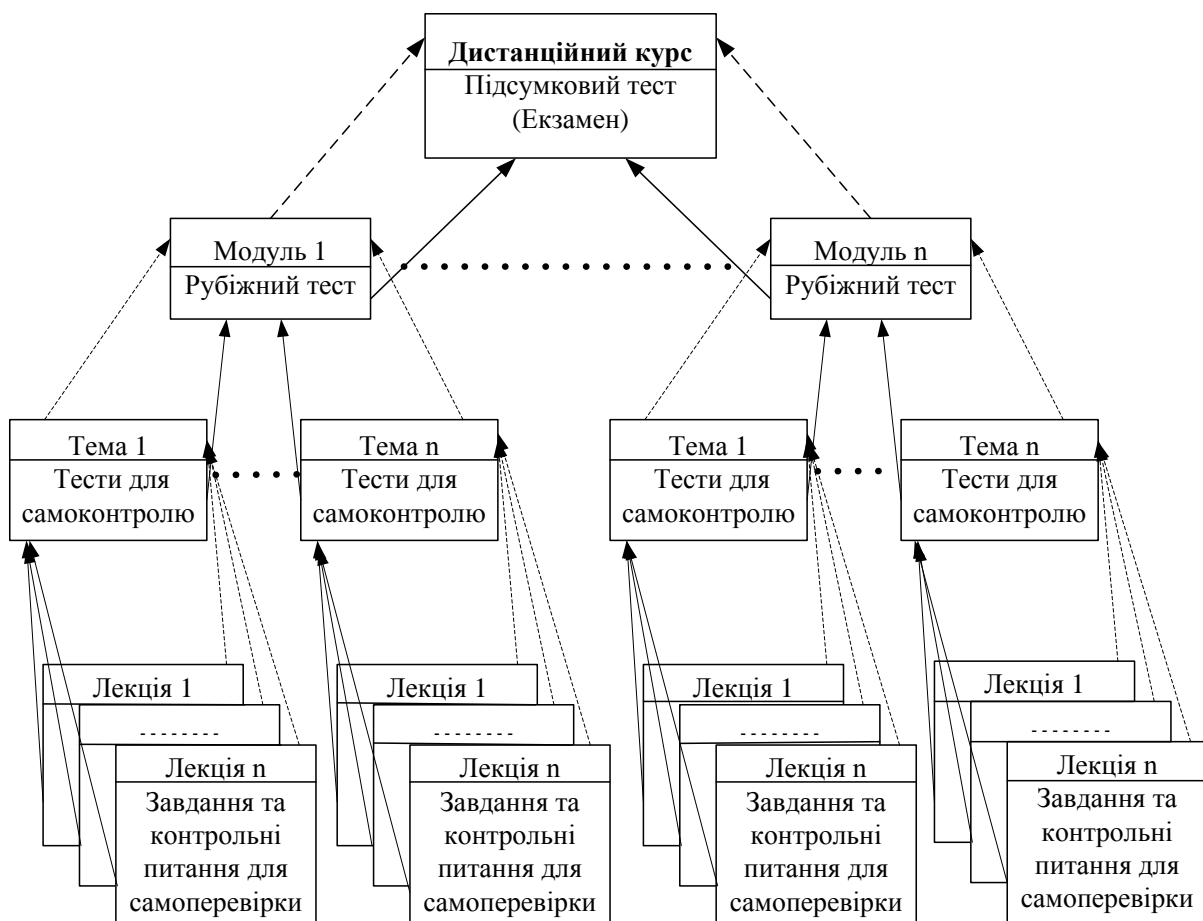 Дистанційний курс
Підсумковий тест
(Екзамен)
Модуль 1
Рубіжний тест
Модуль n
Рубіжний тест
Тема 1
Тести для
самоконтролю
Тема n
Тести для
самоконтролю
Тема 1
Тести для
самоконтролю
Тема n
Тести для
самоконтролю
Лекція 1
--------
Лекція n
Завдання та
контрольні
питання для
самоперевірки
Лекція 1
--------
Лекція n
Завдання та
контрольні
питання для
самоперевірки
Лекція 1
--------
Лекція n
Завдання та
контрольні
питання для
самоперевірки
Лекція 1
--------
Лекція n
Завдання та
контрольні
питання для
самоперевірки